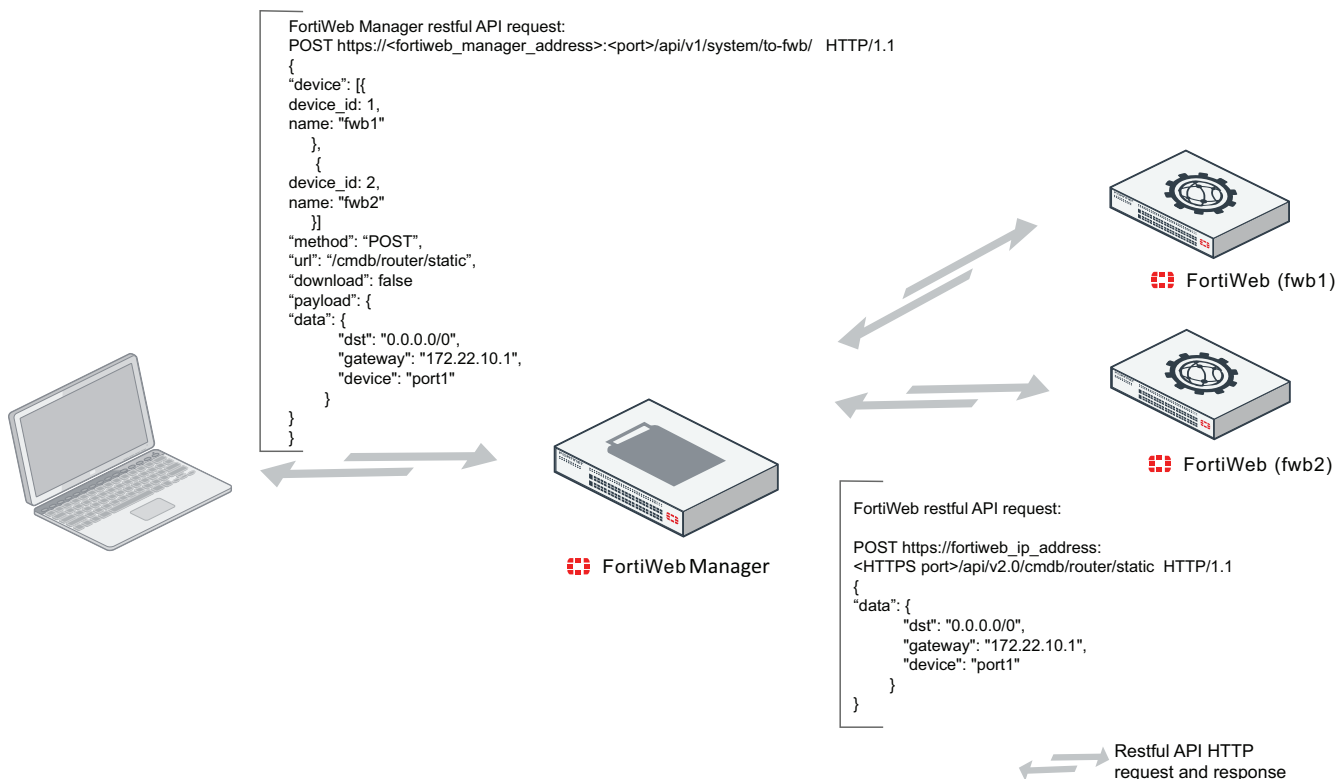 FortiWeb Manager restful API request:
POST https://<fortiweb_manager_address>:<port>/api/v1/system/to-fwb/ HTTP/1.1
{
“device”: [{
device_id: 1,
name: "fwb1"
},
{
device_id: 2,
name: "fwb2"
}]
“method”: “POST”,
“url”: “/cmdb/router/static”,
“download”: false
“payload”: {
“data”: {
"dst": "0.0.0.0/0",
"gateway": "172.22.10.1",
"device": "port1"
}
}
}
FortiWeb (fwb1)
FortiWeb (fwb2)
FortiWeb Manager
FortiWeb restful API request:
POST https://fortiweb_ip_address:
<HTTPS port>/api/v2.0/cmdb/router/static HTTP/1.1
{
“data”: {
"dst": "0.0.0.0/0",
"gateway": "172.22.10.1",
"device": "port1"
}
}
Restful API HTTP
request and response